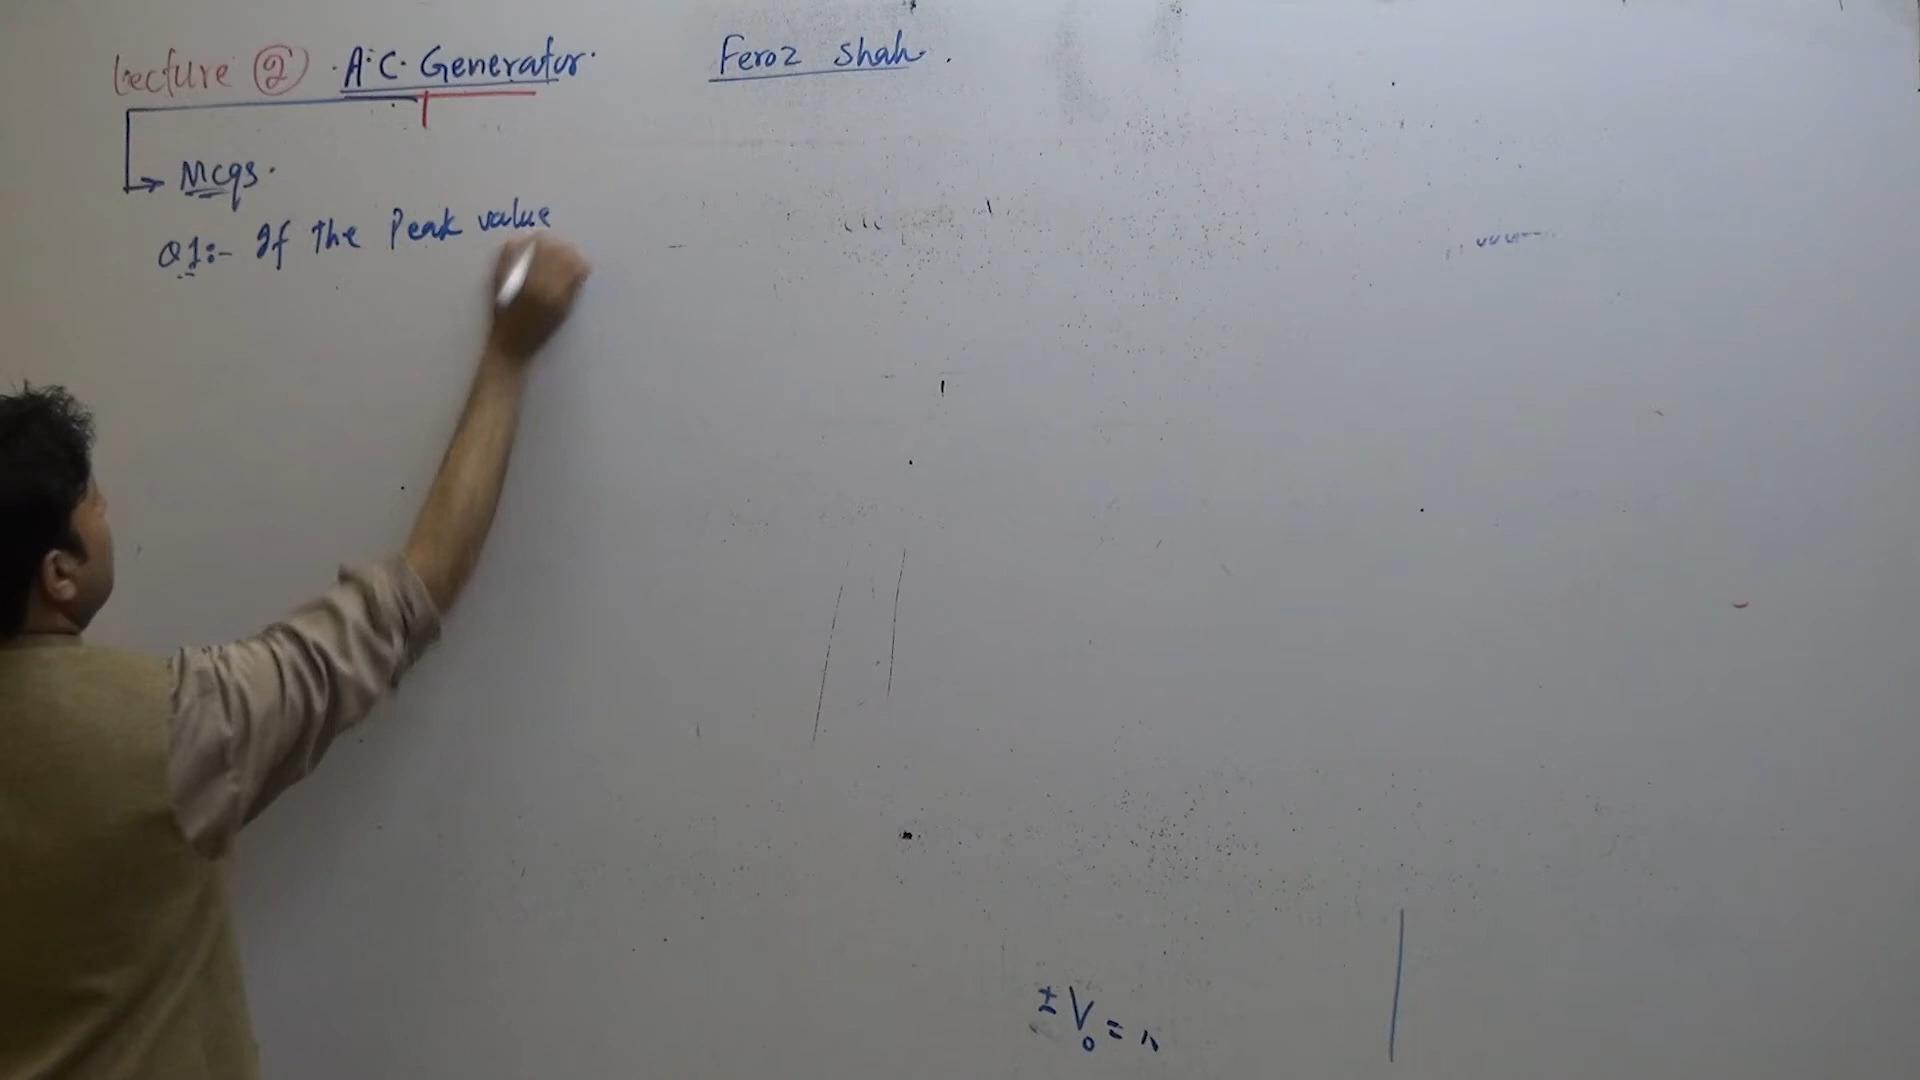 Lecture ② . A.C. Generator. Feroz Shah.
→ Mcqs.
Q1:- If the Peak value
± V₀ =